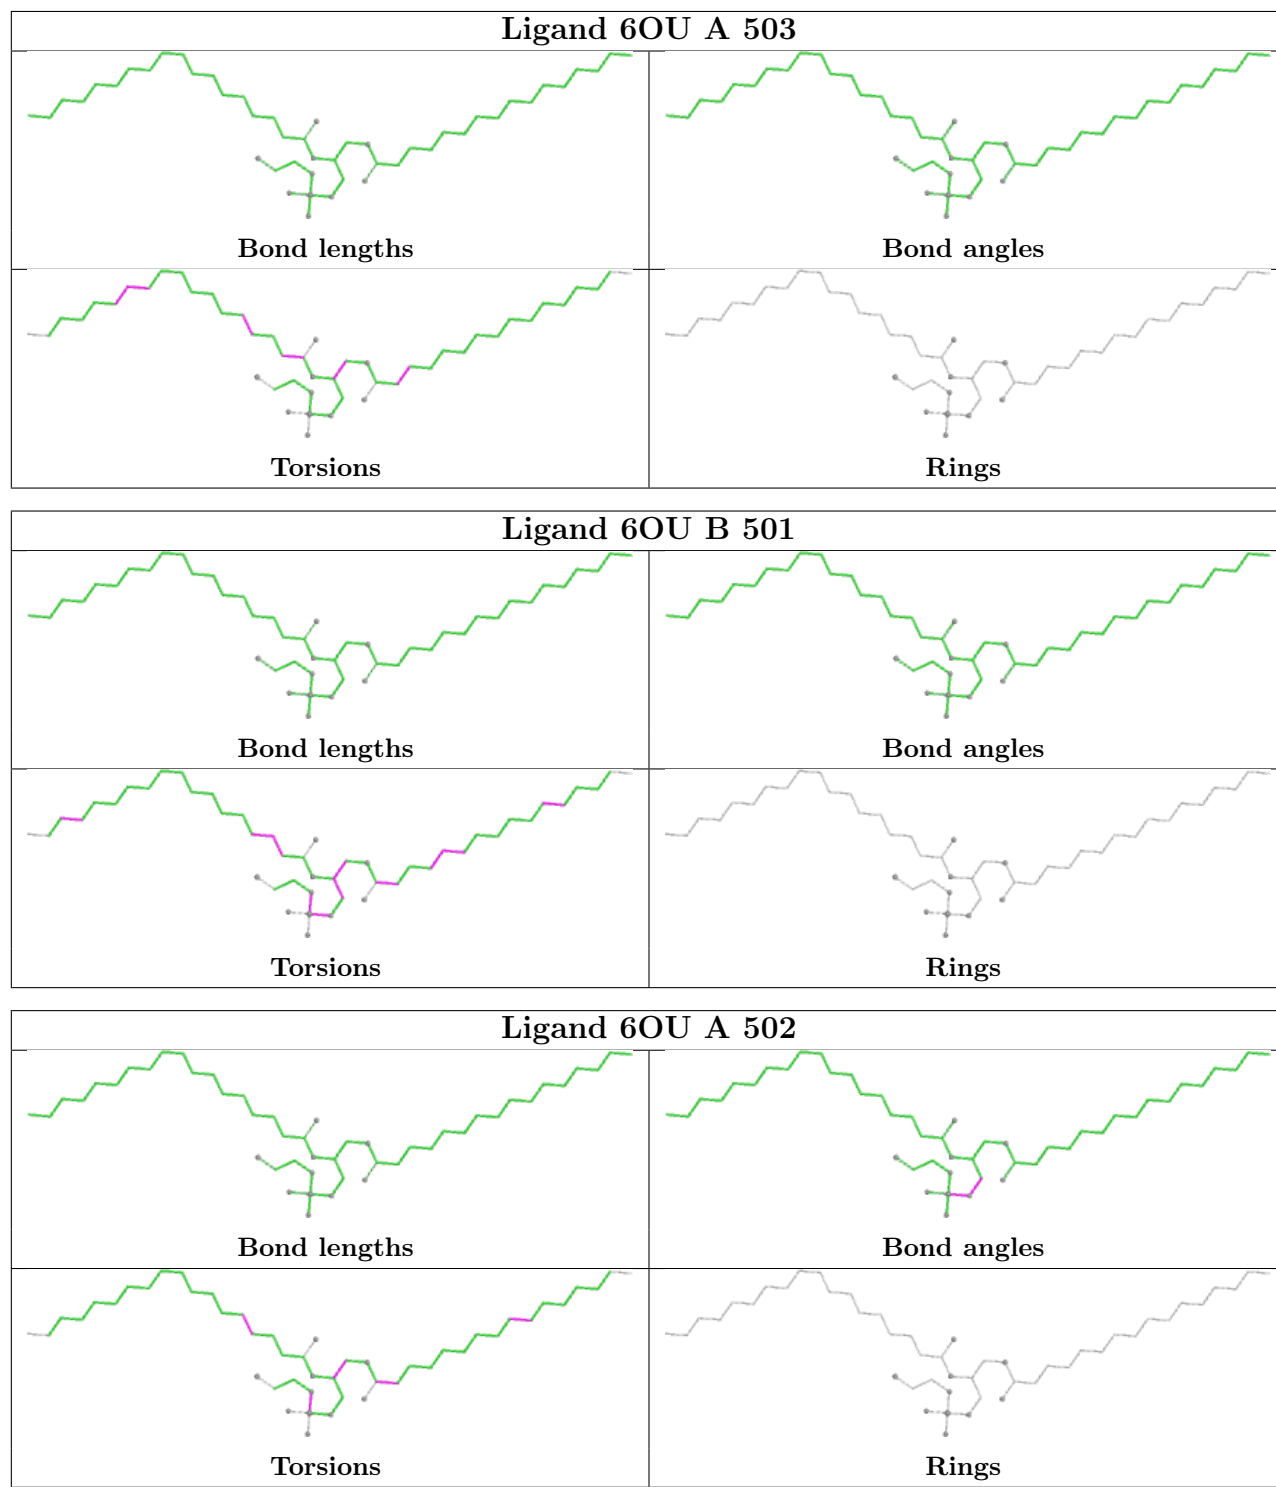 Ligand 6OU A 503
Bond lengths
Bond angles
Torsions
Rings
Ligand 6OU B 501
Bond lengths
Bond angles
Torsions
Rings
Ligand 6OU A 502
Bond lengths
Bond angles
Torsions
Rings